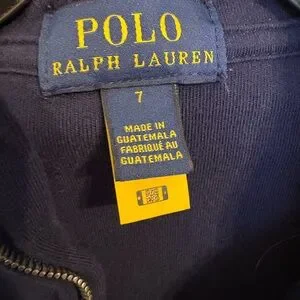 POLO
RALPH LAUREN
7
MADE IN
GUATEMALA
FABRIQUÉ AU
GUATEMALA